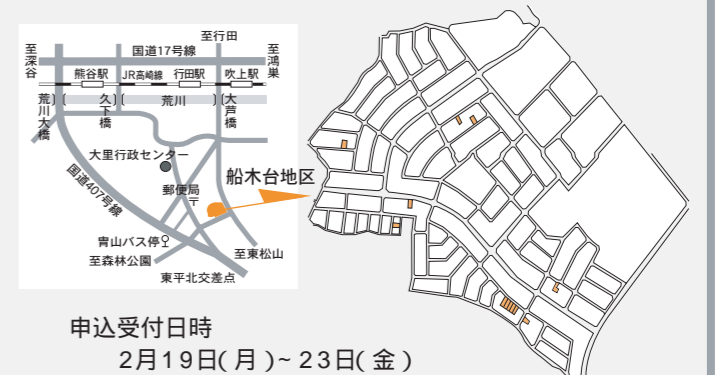 至行田
至深谷
国道17号線
至鴻巣
熊谷駅
JR高崎線
行田駅
吹上駅
荒川大橋
久下橋
荒川
大芦橋
大里行政センター
国道407号線
郵便局
〒
船木台地区
冑山バス停
至森林公園
至東松山
東平北交差点
申込受付日時
2月19日(月)~23日(金)